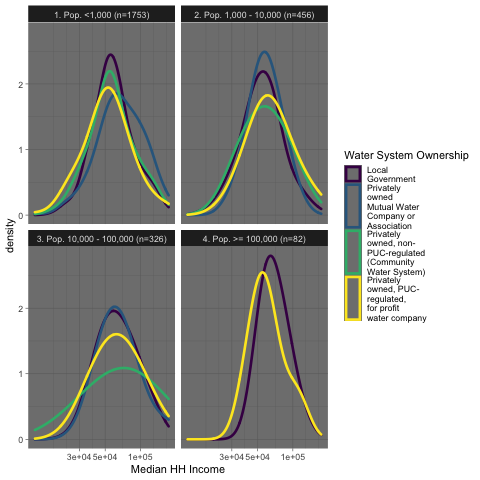 1. Pop. <1,000 (n=1753)
2. Pop. 1,000 - 10,000 (n=456)
2
1
0
3. Pop. 10,000 - 100,000 (n=326)
4. Pop. >= 100,000 (n=82)
2
1
0
3e+04
5e+04
1e+05
3e+04
5e+04
1e+05
Median HH Income
density
Water System Ownership
Local
Government
Privately
owned
Mutual Water
Company or
Association
Privately
owned, non-
PUC-regulated
(Community
Water System)
Privately
owned, PUC-
regulated,
for profit
water company